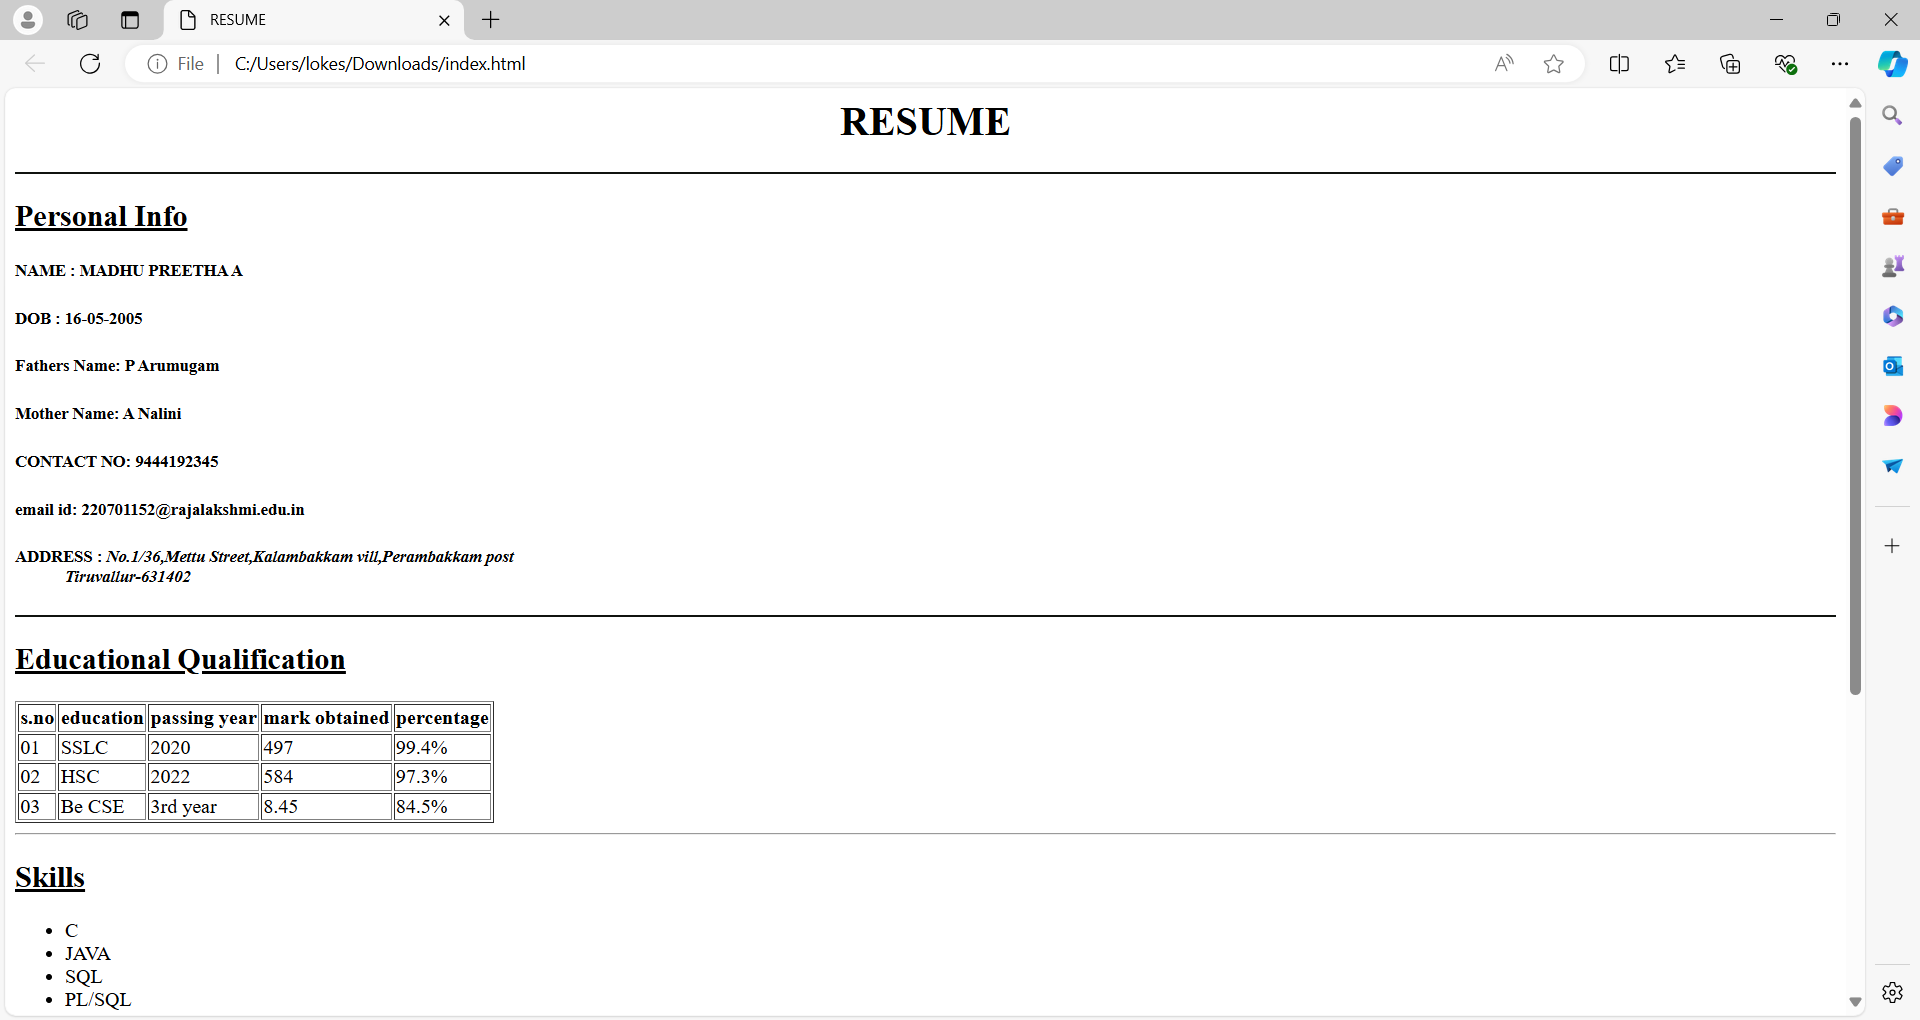 RESUME
File
C:/Users/lokes/Downloads/index.html
RESUME
Personal Info
NAME : MADHU PREETHA A
DOB : 16-05-2005
Fathers Name: P Arumugam
Mother Name: A Nalini
CONTACT NO: 9444192345
email id: 220701152@rajalakshmi.edu.in
ADDRESS : No.1/36,Mettu Street,Kalambakkam vill,Perambakkam post
Tiruvallur-631402
Educational Qualification
s.no education passing year mark obtained percentage
01 SSLC 2020 497 99.4%
02 HSC 2022 584 97.3%
03 Be CSE 3rd year 8.45 84.5%
Skills
• C
• JAVA
• SQL
• PL/SQL